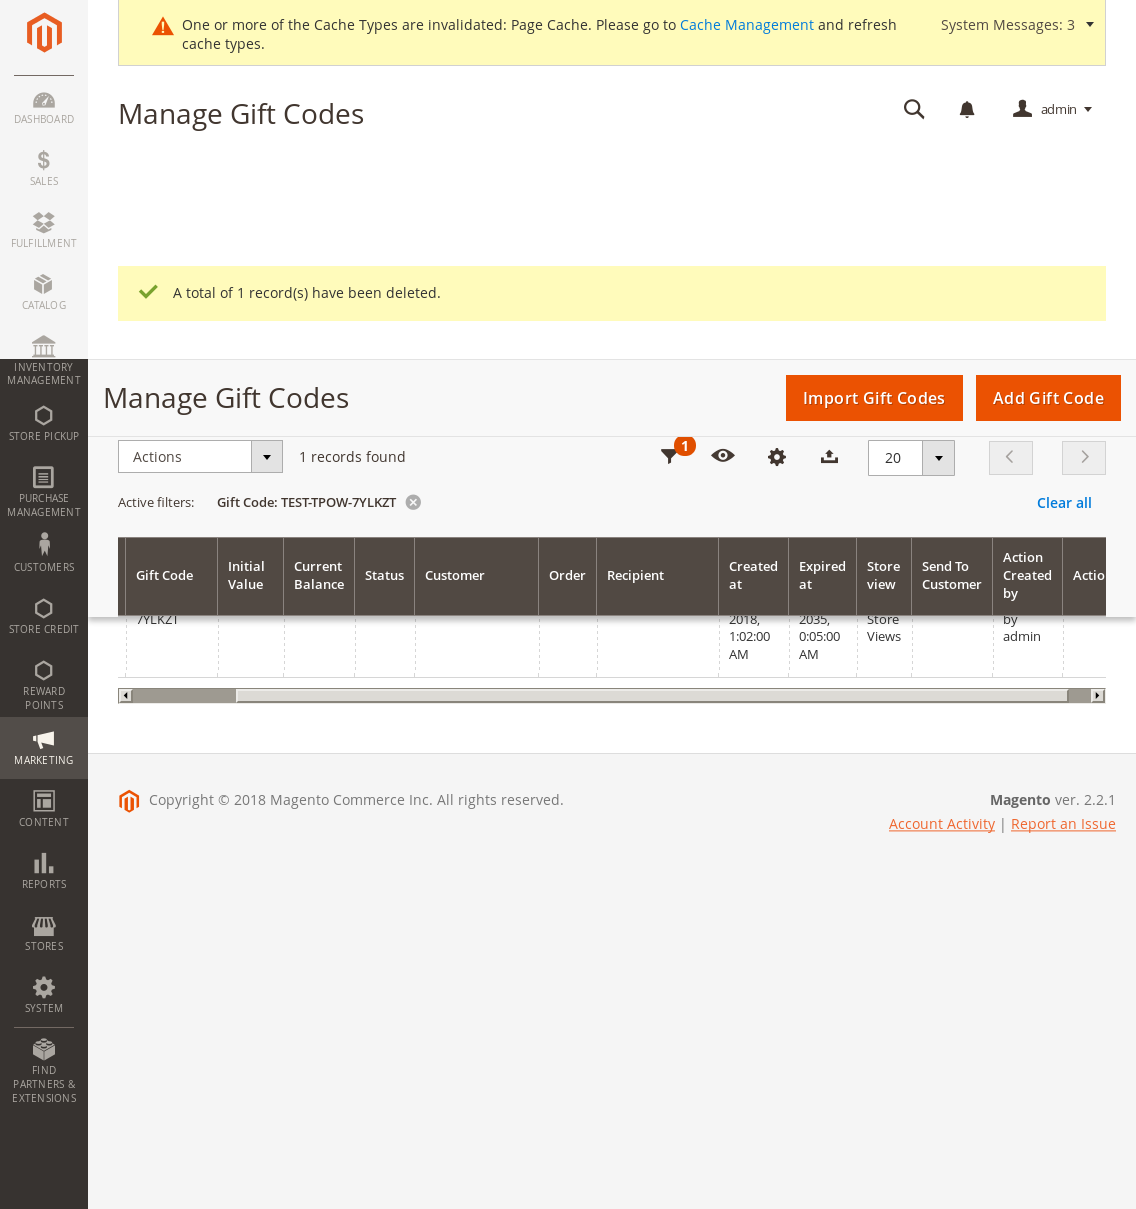 One or more of the Cache Types are invalidated: Page Cache. Please go to Cache Management and refresh
cache types.
System Messages: 3
Manage Gift Codes
admin
DASHBOARD
SALES
FULFILLMENT
CATALOG
INVENTORY
MANAGEMENT
STORE PICKUP
PURCHASE
MANAGEMENT
CUSTOMERS
STORE CREDIT
REWARD
POINTS
MARKETING
CONTENT
REPORTS
STORES
SYSTEM
FIND
PARTNERS &
EXTENSIONS
A total of 1 record(s) have been deleted.
Manage Gift Codes
Import Gift Codes
Add Gift Code
Actions
1 records found
1
20
Active filters:
Gift Code: TEST-TPOW-7YLKZT
Clear all
Gift Code
Initial
Value
Current
Balance
Status
Customer
Order
Recipient
Created
at
Expired
at
Store
view
Send To
Customer
Action
Created
by
Actio
7YLKZT
2018,
1:02:00
AM
2035,
0:05:00
AM
Store
Views
by
admin
Copyright © 2018 Magento Commerce Inc. All rights reserved.
Magento ver. 2.2.1
Account Activity | Report an Issue